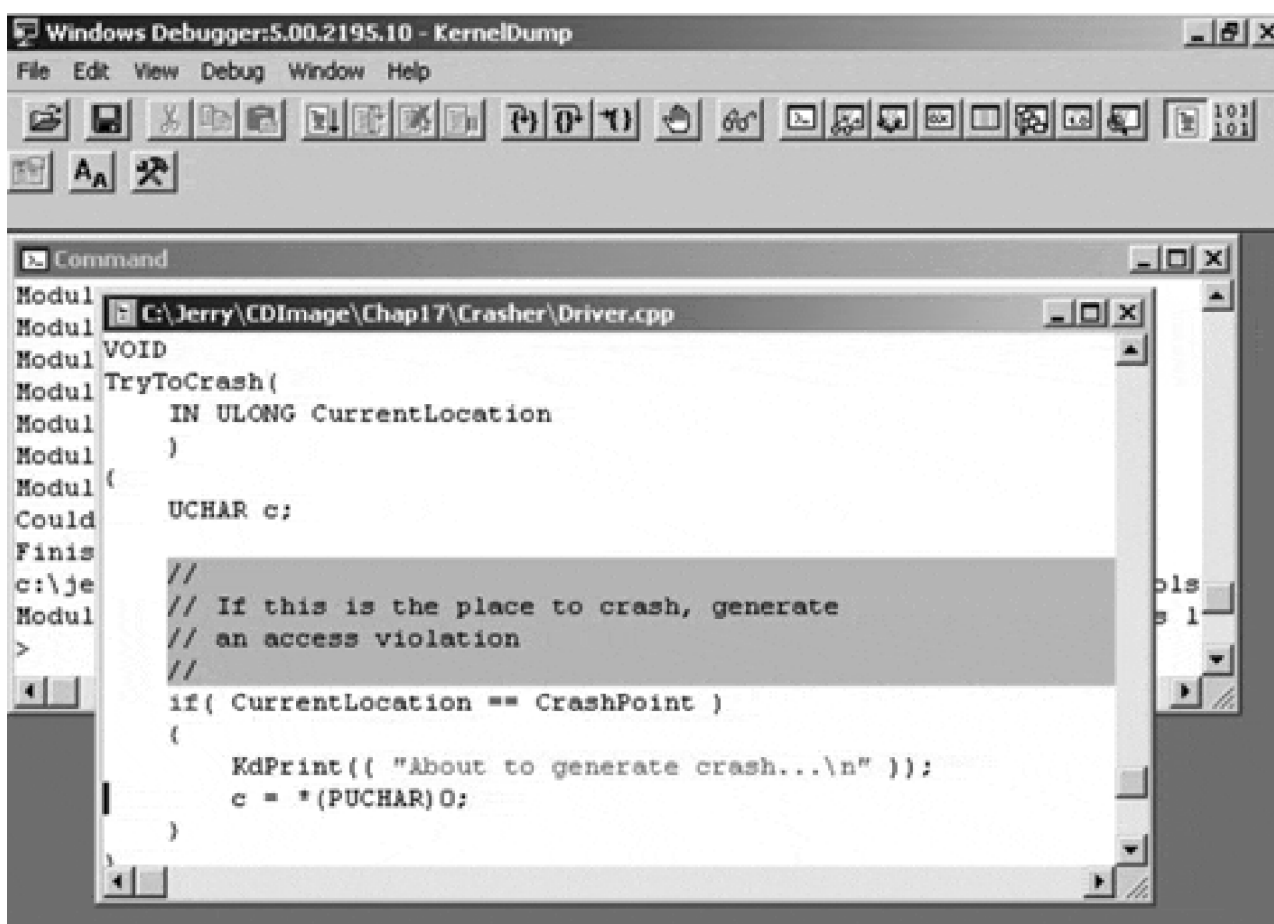 Windows Debugger:5.00.2195.10 - KernelDump
File Edit View Debug Window Help
101
101
Command
Modul
Modul
Modul
Modul
Modul
Modul
Modul
Could
Finis
c:\je
Modul
>
ols
s l
C:\Jerry\CDImage\Chap17\Crasher\Driver.cpp
VOID
TryToCrash(
IN ULONG CurrentLocation
)
{
UCHAR c;
//
// If this is the place to crash, generate
// an access violation
//
if( CurrentLocation == CrashPoint )
{
KdPrint(( "About to generate crash...\n" ));
c = *(PUCHAR)0;
}
}